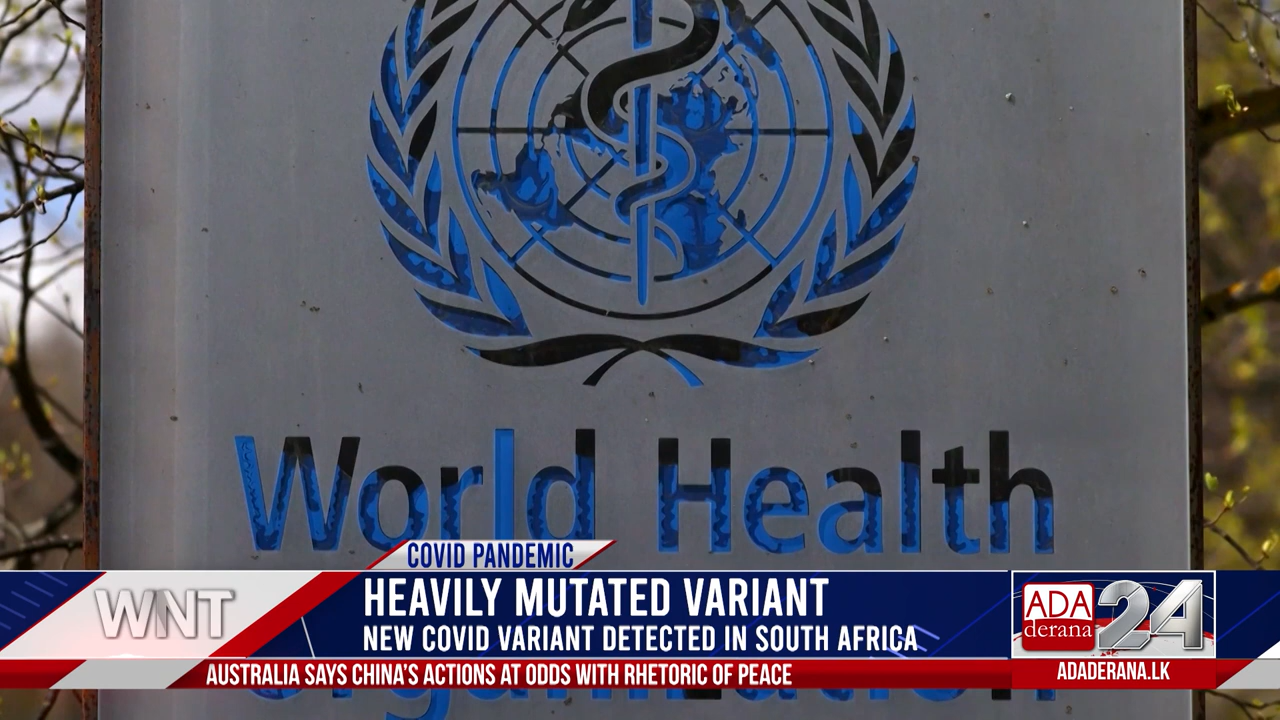 World Health
COVID PANDEMIC
WNT
HEAVILY MUTATED VARIANT
NEW COVID VARIANT DETECTED IN SOUTH AFRICA
ADA
derana
24
AUSTRALIA SAYS CHINA'S ACTIONS AT ODDS WITH RHETORIC OF PEACE
ADADERANA.LK